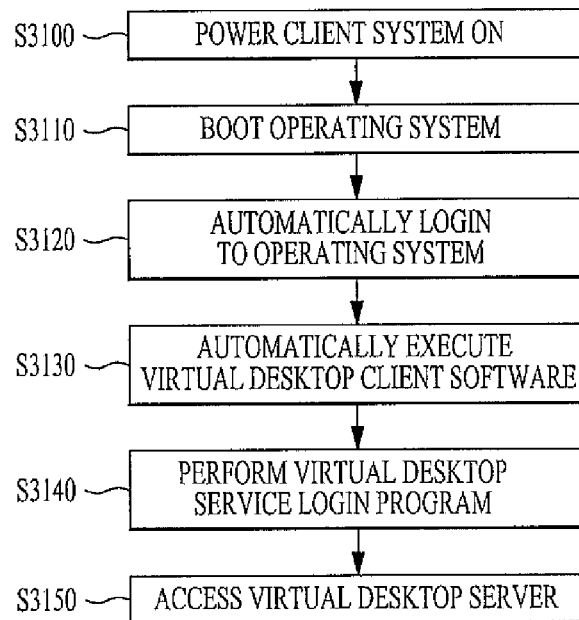 S3100
POWER CLIENT SYSTEM ON
S3110
BOOT OPERATING SYSTEM
S3120
AUTOMATICALLY LOGIN
TO OPERATING SYSTEM
S3130
AUTOMATICALLY EXECUTE
VIRTUAL DESKTOP CLIENT SOFTWARE
S3140
PERFORM VIRTUAL DESKTOP
SERVICE LOGIN PROGRAM
S3150
ACCESS VIRTUAL DESKTOP SERVER